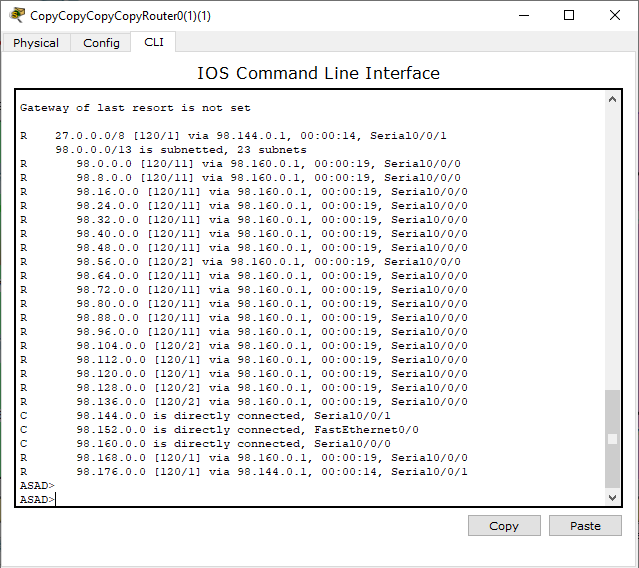 CopyCopyCopyCopyRouter0(1)(1)
Physical Config CLI
IOS Command Line Interface
Gateway of last resort is not set
R    27.0.0.0/8 [120/1] via 98.144.0.1, 00:00:14, Serial0/0/1
     98.0.0.0/13 is subnetted, 23 subnets
R       98.0.0.0 [120/11] via 98.160.0.1, 00:00:19, Serial0/0/0
R       98.8.0.0 [120/11] via 98.160.0.1, 00:00:19, Serial0/0/0
R       98.16.0.0 [120/11] via 98.160.0.1, 00:00:19, Serial0/0/0
R       98.24.0.0 [120/11] via 98.160.0.1, 00:00:19, Serial0/0/0
R       98.32.0.0 [120/11] via 98.160.0.1, 00:00:19, Serial0/0/0
R       98.40.0.0 [120/11] via 98.160.0.1, 00:00:19, Serial0/0/0
R       98.48.0.0 [120/11] via 98.160.0.1, 00:00:19, Serial0/0/0
R       98.56.0.0 [120/2] via 98.160.0.1, 00:00:19, Serial0/0/0
R       98.64.0.0 [120/11] via 98.160.0.1, 00:00:19, Serial0/0/0
R       98.72.0.0 [120/11] via 98.160.0.1, 00:00:19, Serial0/0/0
R       98.80.0.0 [120/11] via 98.160.0.1, 00:00:19, Serial0/0/0
R       98.88.0.0 [120/11] via 98.160.0.1, 00:00:19, Serial0/0/0
R       98.96.0.0 [120/11] via 98.160.0.1, 00:00:19, Serial0/0/0
R       98.104.0.0 [120/2] via 98.160.0.1, 00:00:19, Serial0/0/0
R       98.112.0.0 [120/1] via 98.160.0.1, 00:00:19, Serial0/0/0
R       98.120.0.0 [120/1] via 98.160.0.1, 00:00:19, Serial0/0/0
R       98.128.0.0 [120/2] via 98.160.0.1, 00:00:19, Serial0/0/0
R       98.136.0.0 [120/2] via 98.160.0.1, 00:00:19, Serial0/0/0
C       98.144.0.0 is directly connected, Serial0/0/1
C       98.152.0.0 is directly connected, FastEthernet0/0
C       98.160.0.0 is directly connected, Serial0/0/0
R       98.168.0.0 [120/1] via 98.160.0.1, 00:00:19, Serial0/0/0
R       98.176.0.0 [120/1] via 98.144.0.1, 00:00:14, Serial0/0/1
ASAD>
ASAD>
Copy Paste